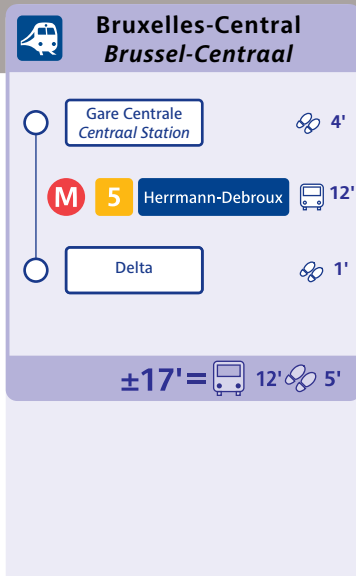 Bruxelles-Central
Brussel-Centraal
Gare Centrale
Centraal Station
4'
M 5 Herrmann-Debroux 12'
Delta 1'
±17'= 12' 5'